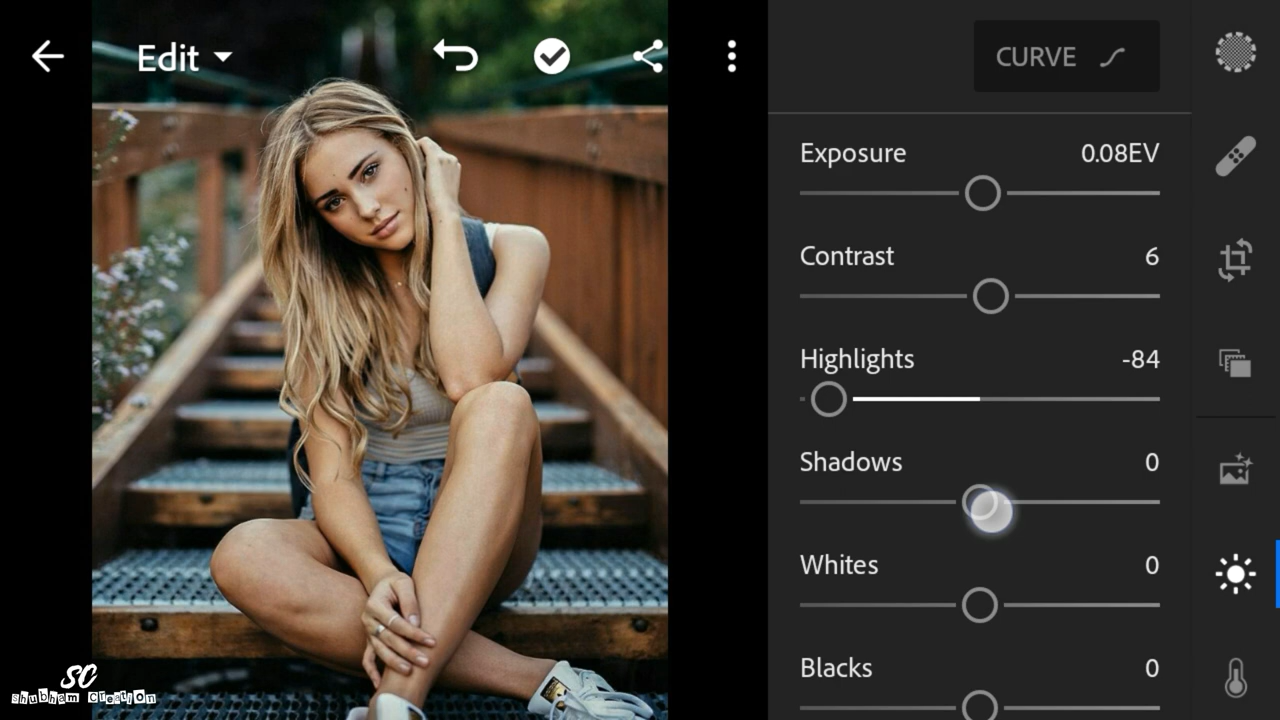 Edit
CURVE
Exposure 0.08EV
Contrast 6
Highlights -84
Shadows 0
Whites 0
Blacks 0
SC
shubham Creation